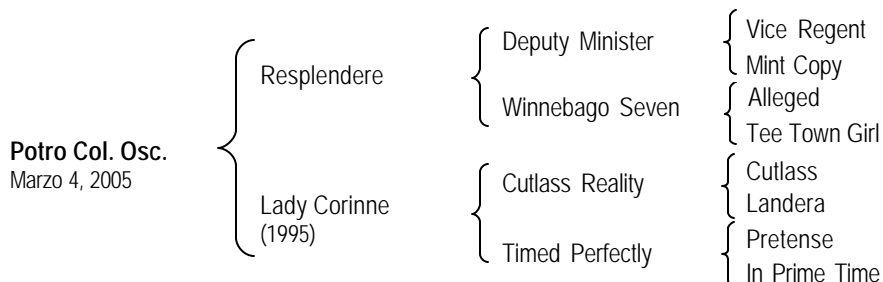 Potro Col. Osc.
Marzo 4, 2005
Resplendere
Lady Corinne
(1995)
Deputy Minister
Winnebago Seven
Cutlass Reality
Timed Perfectly
Vice Regent
Mint Copy
Alleged
Tee Town Girl
Cutlass
Landera
Pretense
In Prime Time